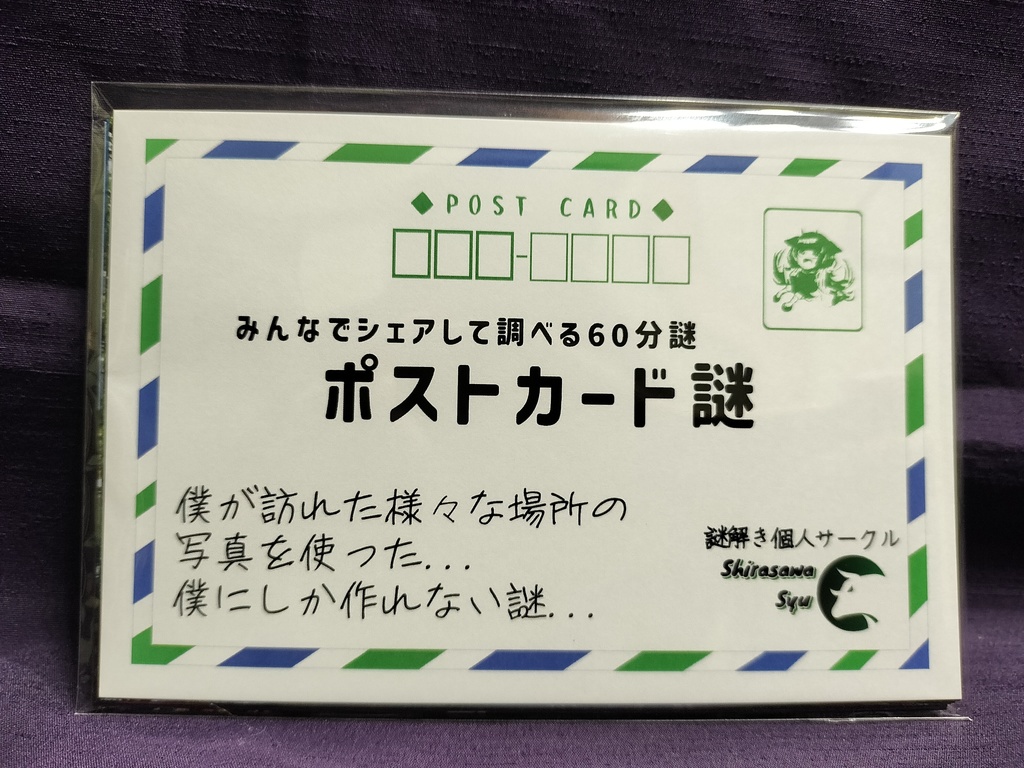 ◆POST CARD◆
みんなでシェアして調べる60分謎
ポストカード謎
僕が訪れた様々な場所の
写真を使った...
僕にしか作れない謎...
謎解き個人サークル
Shirasawa
Syu